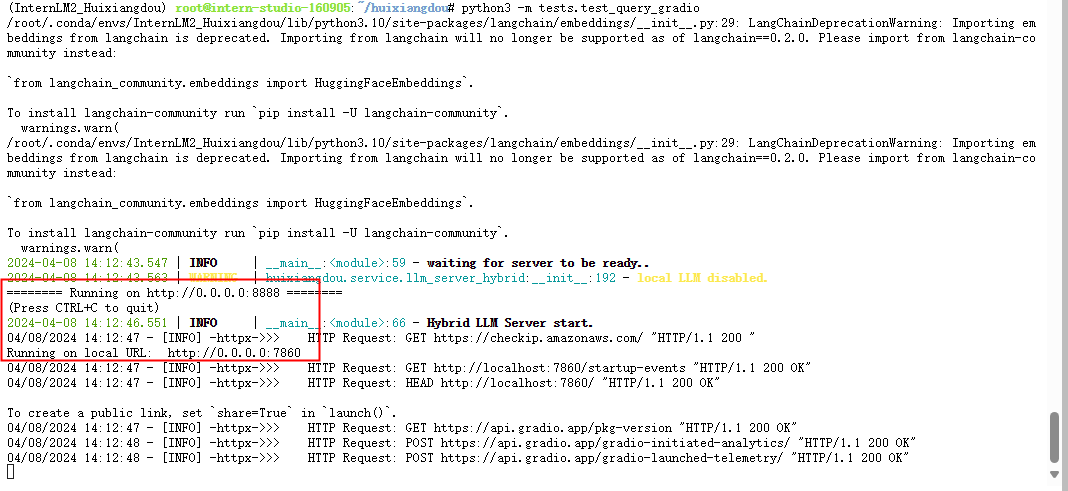 (InternLM2_Huixiangdou) root@intern-studio-160905:~/huixiangdou# python3 -m tests.test_query_gradio
/root/.conda/envs/InternLM2_Huixiangdou/lib/python3.10/site-packages/langchain/embeddings/__init__.py:29: LangChainDeprecationWarning: Importing em
beddings from langchain is deprecated. Importing from langchain will no longer be supported as of langchain==0.2.0. Please import from langchain-co
mmunity instead:
`from langchain_community.embeddings import HuggingFaceEmbeddings`.
To install langchain-community run `pip install -U langchain-community`.
warnings.warn(
/root/.conda/envs/InternLM2_Huixiangdou/lib/python3.10/site-packages/langchain/embeddings/__init__.py:29: LangChainDeprecationWarning: Importing em
beddings from langchain is deprecated. Importing from langchain will no longer be supported as of langchain==0.2.0. Please import from langchain-co
mmunity instead:
`from langchain_community.embeddings import HuggingFaceEmbeddings`.
To install langchain-community run `pip install -U langchain-community`.
warnings.warn(
2024-04-08 14:12:43.547 | INFO | __main__:<module>:59 - waiting for server to be ready..
2024-04-08 14:12:43.563 | WARNING | huixiangdou.service.llm_server_hybrid:__init__:192 - local LLM disabled.
======== Running on http://0.0.0.0:8888 ========
(Press CTRL+C to quit)
2024-04-08 14:12:46.551 | INFO | __main__:<module>:66 - Hybrid LLM Server start.
04/08/2024 14:12:47 - [INFO] -httpx->>> HTTP Request: GET https://checkip.amazonaws.com/ "HTTP/1.1 200 "
Running on local URL: http://0.0.0.0:7860
04/08/2024 14:12:47 - [INFO] -httpx->>> HTTP Request: GET http://localhost:7860/startup-events "HTTP/1.1 200 OK"
04/08/2024 14:12:47 - [INFO] -httpx->>> HTTP Request: HEAD http://localhost:7860/ "HTTP/1.1 200 OK"
To create a public link, set `share=True` in `launch()`.
04/08/2024 14:12:47 - [INFO] -httpx->>> HTTP Request: GET https://api.gradio.app/pkg-version "HTTP/1.1 200 OK"
04/08/2024 14:12:48 - [INFO] -httpx->>> HTTP Request: POST https://api.gradio.app/gradio-initiated-analytics/ "HTTP/1.1 200 OK"
04/08/2024 14:12:48 - [INFO] -httpx->>> HTTP Request: POST https://api.gradio.app/gradio-launched-telemetry/ "HTTP/1.1 200 OK"